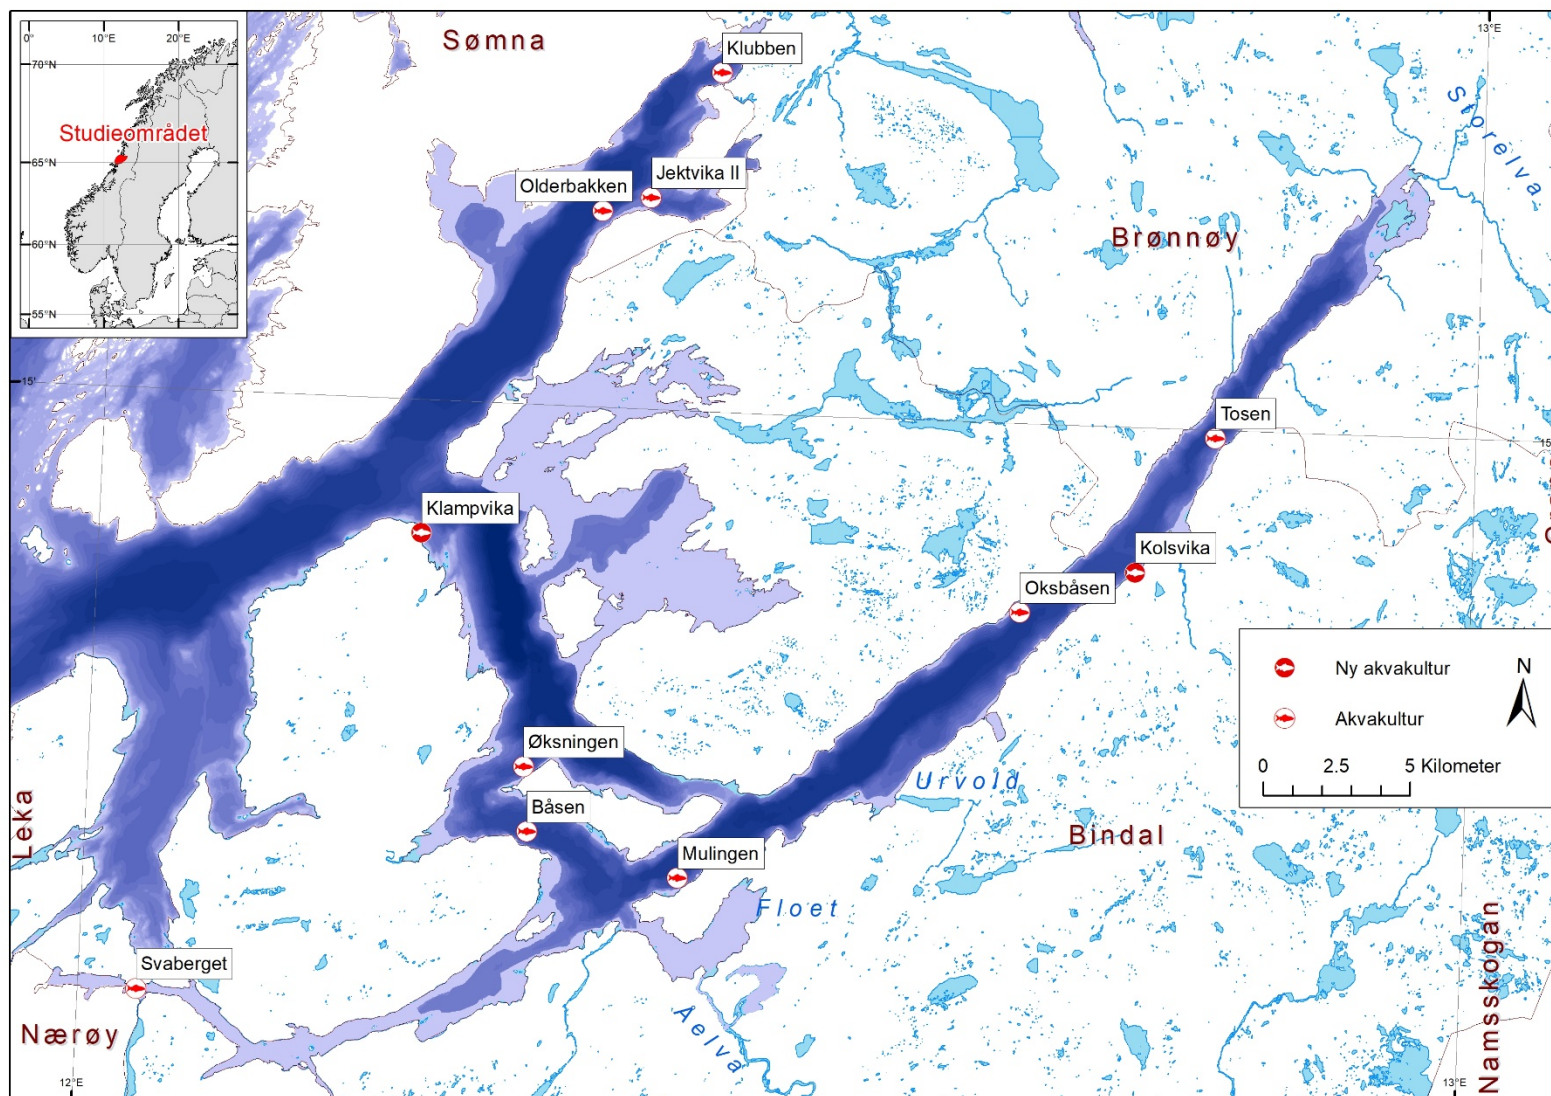 0°
10°E
20°E
70°N
65°N
60°N
55°N
Studieområdet
Sømna
Klubben
13°E
Storelva
Jektvika II
Olderbakken
Brønnøy
15'
Tosen
15'
Klampvika
Kolsvika
Oksbåsen
Ny akvakultur
Akvakultur
N
0
2.5
5 Kilometer
Øksningen
Urvold
Båsen
Bindal
Leka
Mulingen
Floet
Svaberget
Namsskogan
Nærøy
Aelva
12°E
13°E